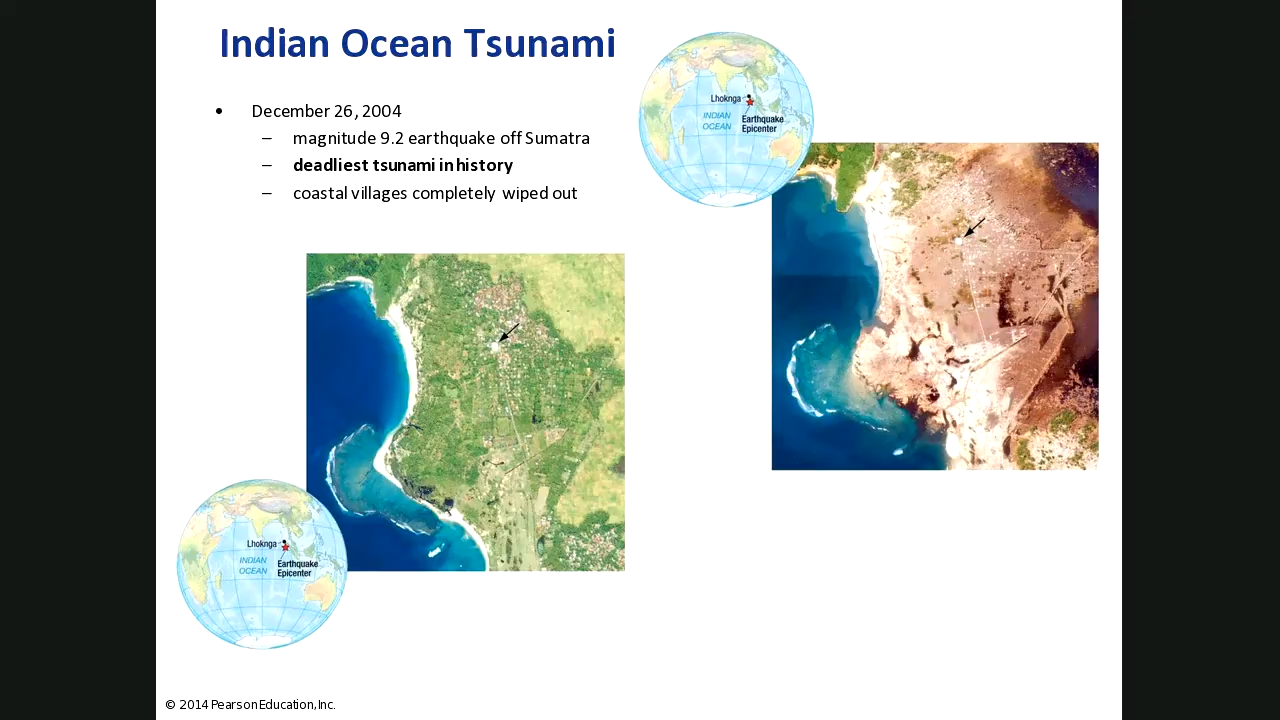 Indian Ocean Tsunami
• December 26, 2004
– magnitude 9.2 earthquake off Sumatra
– deadliest tsunami in history
– coastal villages completely wiped out
Lhoknga
INDIAN
OCEAN
Earthquake
Epicenter
Lhoknga
INDIAN
OCEAN
Earthquake
Epicenter
© 2014 Pearson Education, Inc.